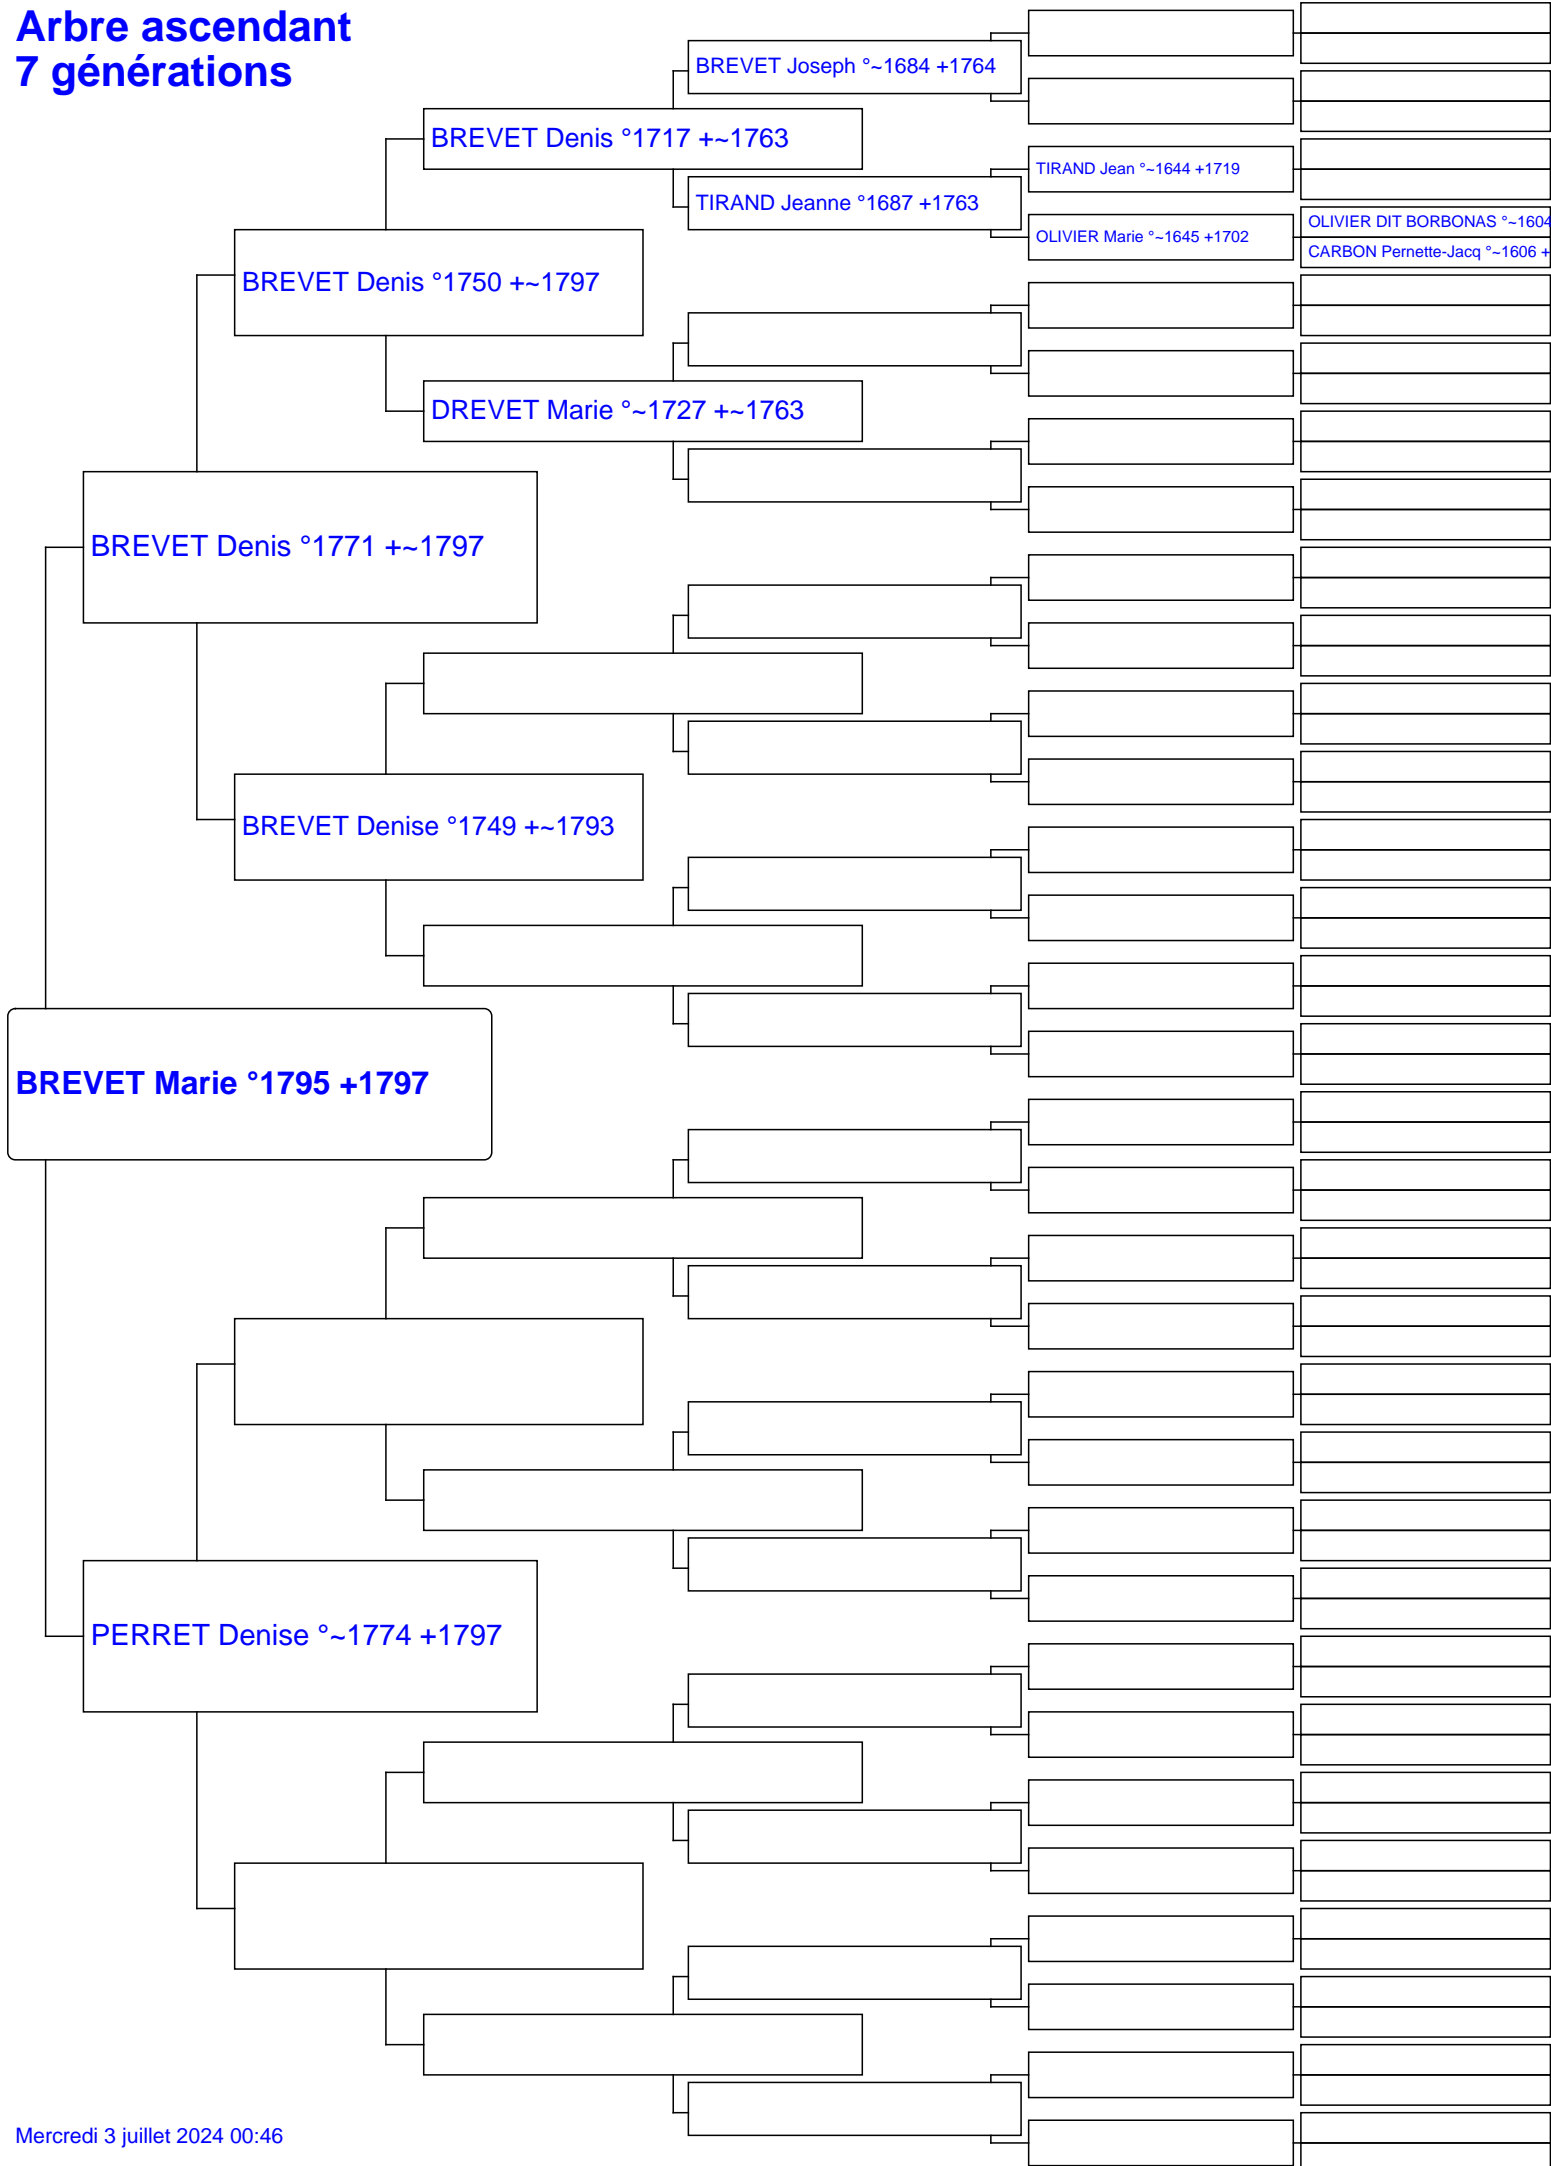 Arbre ascendant
7 générations
BREVET Joseph °~1684 +1764
BREVET Denis °1717 +~1763
TIRAND Jean °~1644 +1719
TIRAND Jeanne °1687 +1763
OLIVIER DIT BORBONAS °~1604
OLIVIER Marie °~1645 +1702
CARBON Pernette-Jacq °~1606 +
BREVET Denis °1750 +~1797
DREVET Marie °~1727 +~1763
BREVET Denis °1771 +~1797
BREVET Denise °1749 +~1793
BREVET Marie °1795 +1797
PERRET Denise °~1774 +1797
Mercredi 3 juillet 2024 00:46